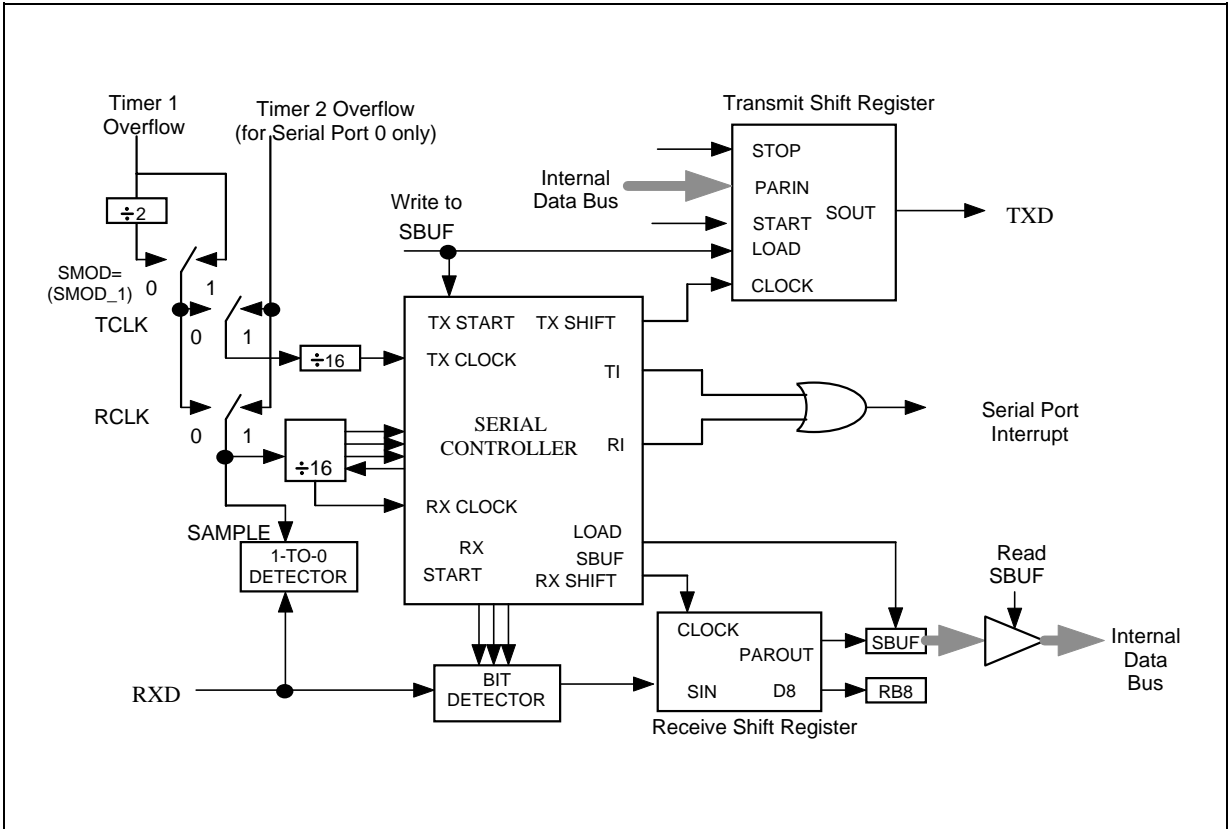 Timer 1
Overflow
Timer 2 Overflow
(for Serial Port 0 only)
÷2
SMOD=
(SMOD_1)
0
1
TCLK
0
1
÷16
RCLK
0
1
÷16
SAMPLE
1-TO-0
DETECTOR
RXD
Write to
SBUF
TX START
TX SHIFT
TX CLOCK
TI
SERIAL
CONTROLLER
RI
RX CLOCK
LOAD
SBUF
RX
START
RX SHIFT
BIT
DETECTOR
Transmit Shift Register
Internal
Data Bus
STOP
PARIN
START
SOUT
LOAD
CLOCK
TXD
Serial Port
Interrupt
CLOCK
PAROUT
SIN
D8
Receive Shift Register
SBUF
RB8
Read
SBUF
Internal
Data
Bus